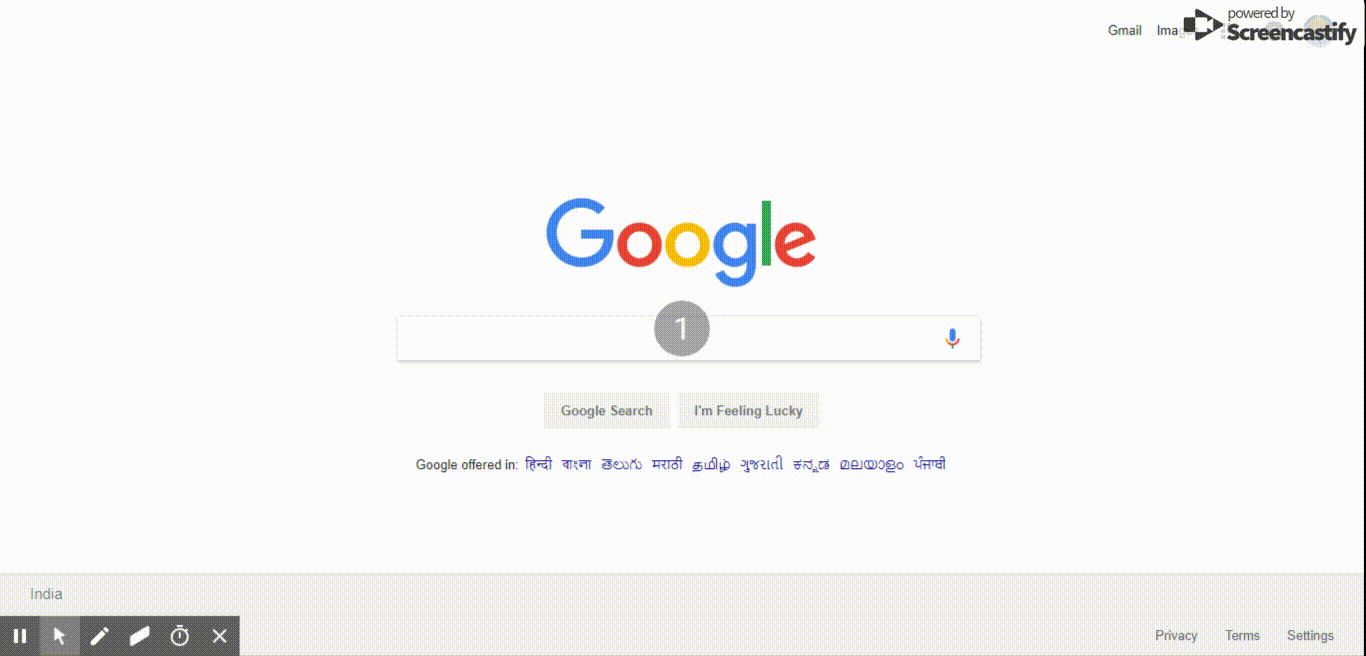 powered by
Screencastify
Gmail
Google
1
Google Search
I'm Feeling Lucky
Google offered in: हिन्दी বাংলা తెలుగు मराठी தமிழ் ગુજરાતી ಕನ್ನಡ മലയാളം ਪੰਜਾਬੀ
India
Privacy Terms Settings